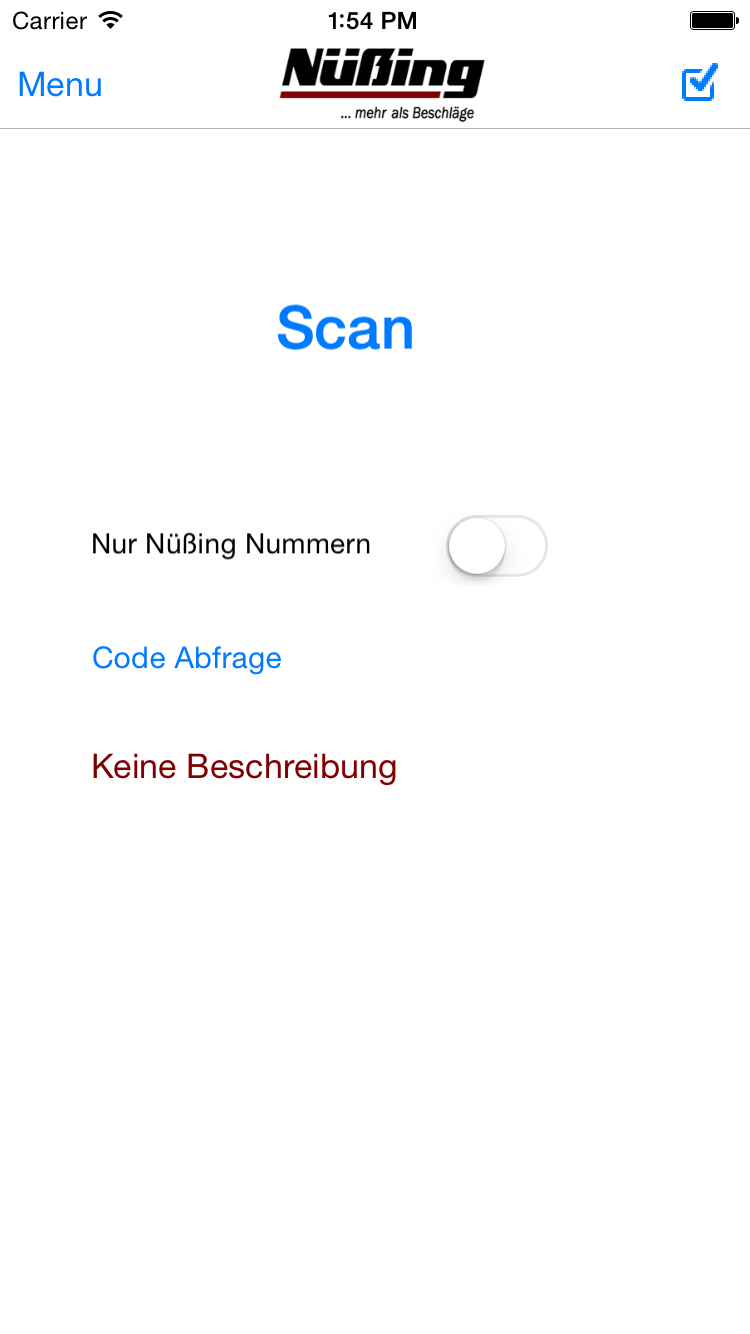 Carrier 1:54 PM
Menu Nüßing
... mehr als Beschläge
Scan
Nur Nüßing Nummern
Code Abfrage
Keine Beschreibung